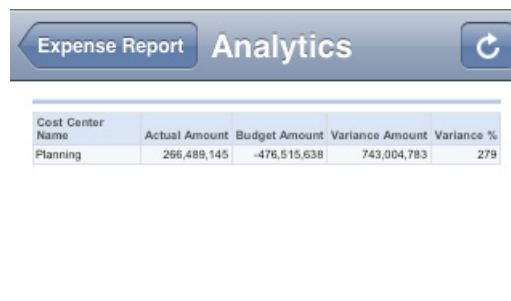 Expense Report Analytics
Cost Center
Name Actual Amount Budget Amount Variance Amount Variance %
Planning 266,489,145 -476,515,638 743,004,783 279